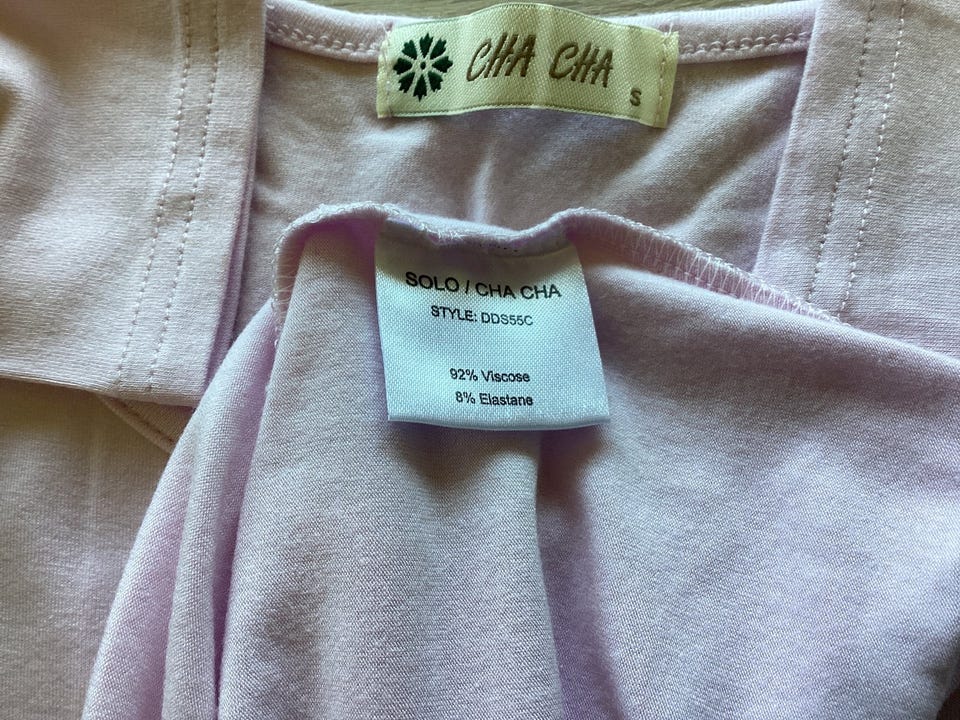 CHA CHA
S
SOLO / CHA CHA
STYLE: DDS55C
92% Viscose
8% Elastane